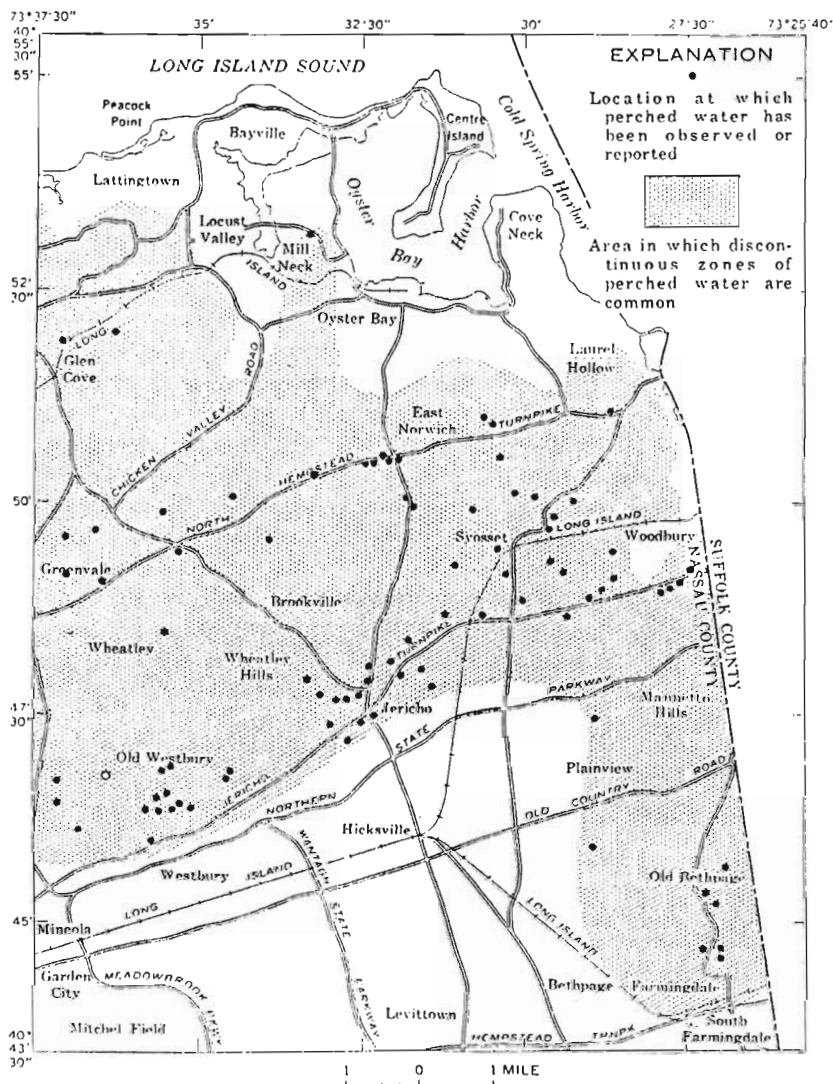 73°37'30"
35'
32'30"
27'30"
73°25'40"
40°
55'
30"
55'
LONG ISLAND SOUND
EXPLANATION
Location at which
perched water has
been observed or
reported
Area in which discon-
tinuous zones of
perched water are
common
Peacock
Point
Bayville
Centre
Island
Cold Spring Harbor
Lattingtown
Oyster
Bay
Harbor
Locust
Valley
Mill
Neck
Cove
Neck
ISLAND
LONG
52'
30"
Oyster Bay
Glen
Cove
Laurel
Hollow
CHICKEN VALLEY ROAD
East
Norwich
TURNPIKE
HEMPSTEAD
NORTH
50'
Syosset
LONG ISLAND
Woodbury
Greenvale
Brookville
SUFFOLK COUNTY
NASSAU COUNTY
Wheatley
Wheatley
Hills
TURNPIKE
Jericho
PARKWAY
Mannetto
Hills
47'
30"
STATE
Old Westbury
JERICHO
NORTHERN
Plainview
ROAD
COUNTRY
OLD
Hicksville
WANTAGH
STATE
PARKWAY
Westbury
ISLAND
LONG
Old Bethpage
45'
Mineola
LONG ISLAND
Garden
City
MEADOWBROOK PKWY
Bethpage
Farmingdale
Levittown
Mitchel Field
South
Farmingdale
HEMPSTEAD
TNPK
40°
43'
30"
1 0 1 MILE